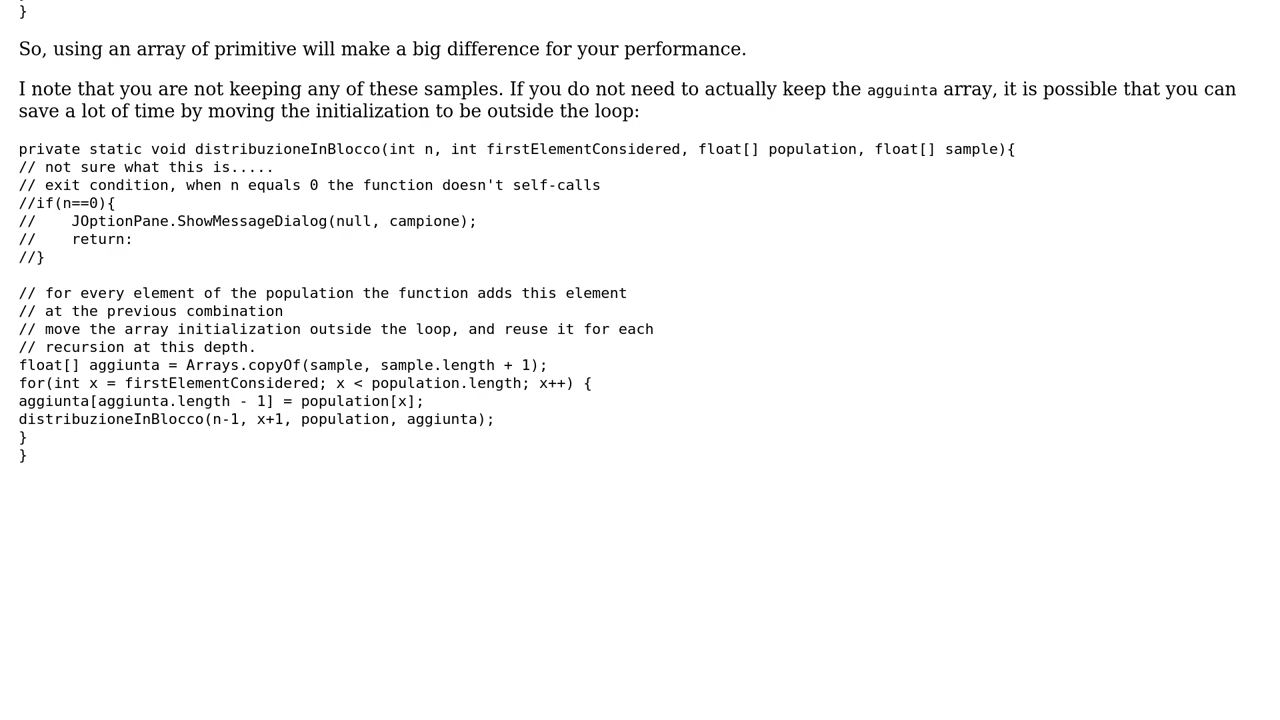 }
So, using an array of primitive will make a big difference for your performance.
I note that you are not keeping any of these samples. If you do not need to actually keep the agguinta array, it is possible that you can
save a lot of time by moving the initialization to be outside the loop:
private static void distribuzioneInBlocco(int n, int firstElementConsidered, float[] population, float[] sample){
// not sure what this is.....
// exit condition, when n equals 0 the function doesn't self-calls
//if(n==0){
//    JOptionPane.ShowMessageDialog(null, campione);
//    return:
//}
// for every element of the population the function adds this element
// at the previous combination
// move the array initialization outside the loop, and reuse it for each
// recursion at this depth.
float[] aggiunta = Arrays.copyOf(sample, sample.length + 1);
for(int x = firstElementConsidered; x < population.length; x++) {
aggiunta[aggiunta.length - 1] = population[x];
distribuzioneInBlocco(n-1, x+1, population, aggiunta);
}
}